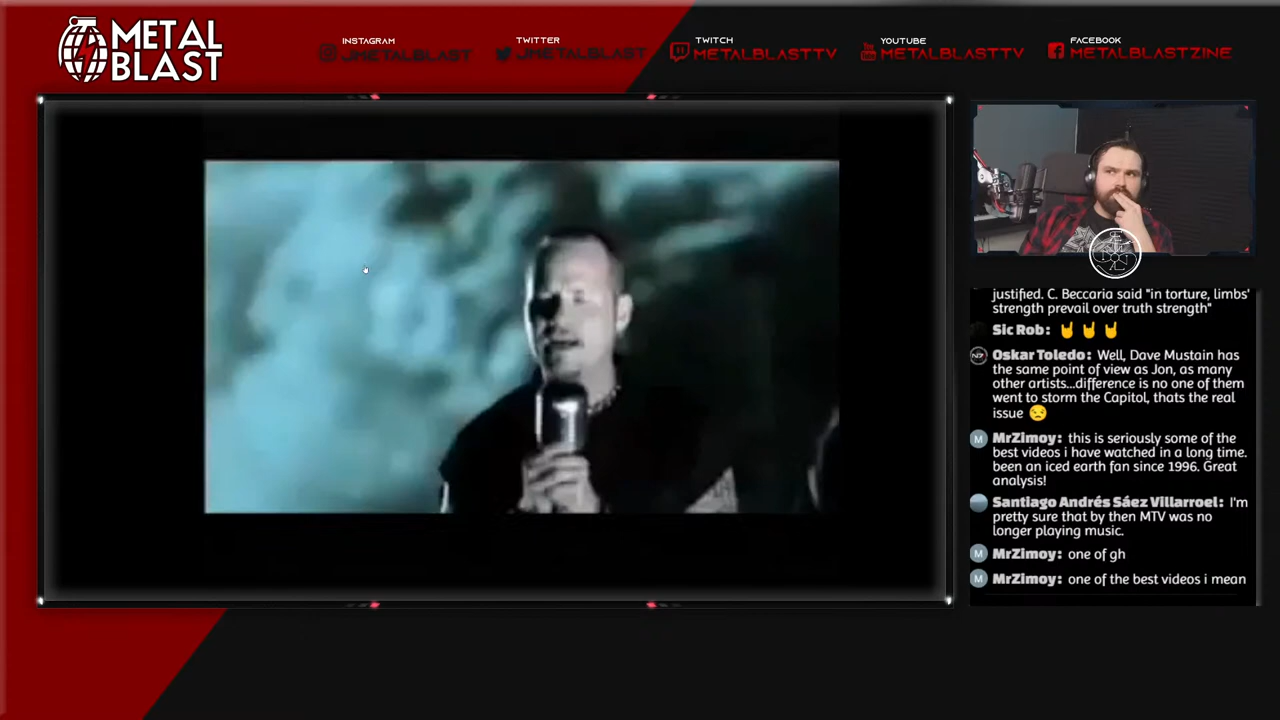 METAL
BLAST
INSTAGRAM
JMETALBLAST
TWITTER
JMETALBLAST
TWITCH
METALBLASTTV
YOUTUBE
METALBLASTTV
FACEBOOK
METALBLASTZINE
justified. C. Beccaria said "in torture, limbs'
strength prevail over truth strength"
Sic Rob: 🤘 🤘 🤘
Oskar Toledo: Well, Dave Mustain has
the same point of view as Jon, as many
other artists...difference is no one of them
went to storm the Capitol, thats the real
issue 😒
M MrZimoy: this is seriously some of the
best videos i have watched in a long time.
been an iced earth fan since 1996. Great
analysis!
Santiago Andrés Sáez Villarroel: I'm
pretty sure that by then MTV was no
longer playing music.
M MrZimoy: one of gh
M MrZimoy: one of the best videos i mean